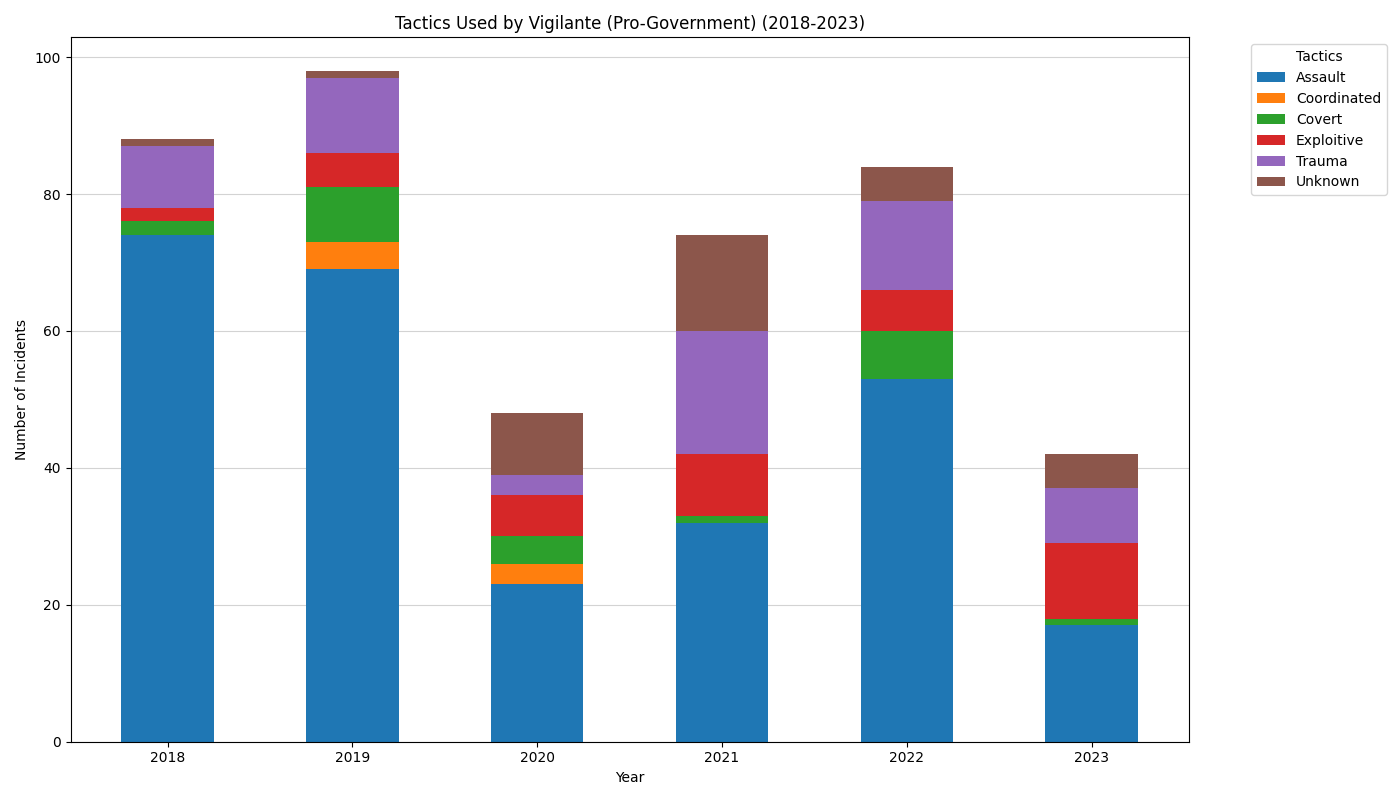 Tactics Used by Vigilante (Pro-Government) (2018-2023)
Tactics
Assault
Coordinated
Covert
Exploitive
Trauma
Unknown
Number of Incidents
100
80
60
40
20
0
2018 2019 2020 2021 2022 2023
Year